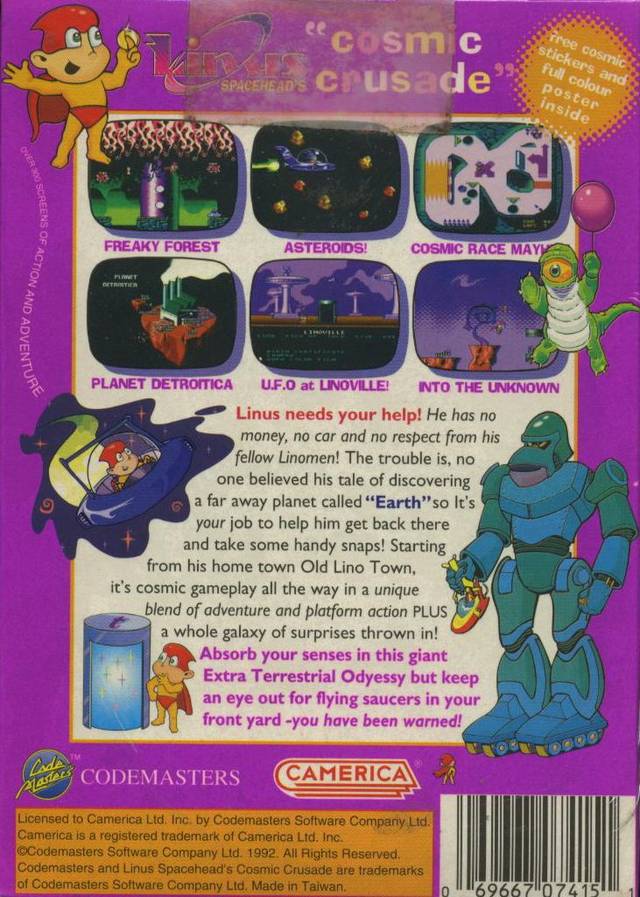 Linus
SPACEHEAD'S
“cosmic
crusade”
free cosmic
stickers and
full colour
poster
inside
OVER 300 SCREENS OF ACTION AND ADVENTURE
FREAKY FOREST
ASTEROIDS!
COSMIC RACE MAYH
PLANET
DETROITICA
LINOVILLE
PLANET DETROITICA
U.F.O at LINOVILLE!
INTO THE UNKNOWN
Linus needs your help! He has no
money, no car and no respect from his
fellow Linomen! The trouble is, no
one believed his tale of discovering
a far away planet called “Earth” so It's
your job to help him get back there
and take some handy snaps! Starting
from his home town Old Lino Town,
it's cosmic gameplay all the way in a unique
blend of adventure and platform action PLUS
a whole galaxy of surprises thrown in!
Absorb your senses in this giant
Extra Terrestrial Odyessy but keep
an eye out for flying saucers in your
front yard -you have been warned!
t
Code Masters TM
CODEMASTERS
CAMERICA®
Licensed to Camerica Ltd. Inc. by Codemasters Software Company Ltd.
Camerica is a registered trademark of Camerica Ltd. Inc.
©Codemasters Software Company Ltd. 1992. All Rights Reserved.
Codemasters and Linus Spacehead's Cosmic Crusade are trademarks
of Codemasters Software Company Ltd. Made in Taiwan.
0 69667 07415 1